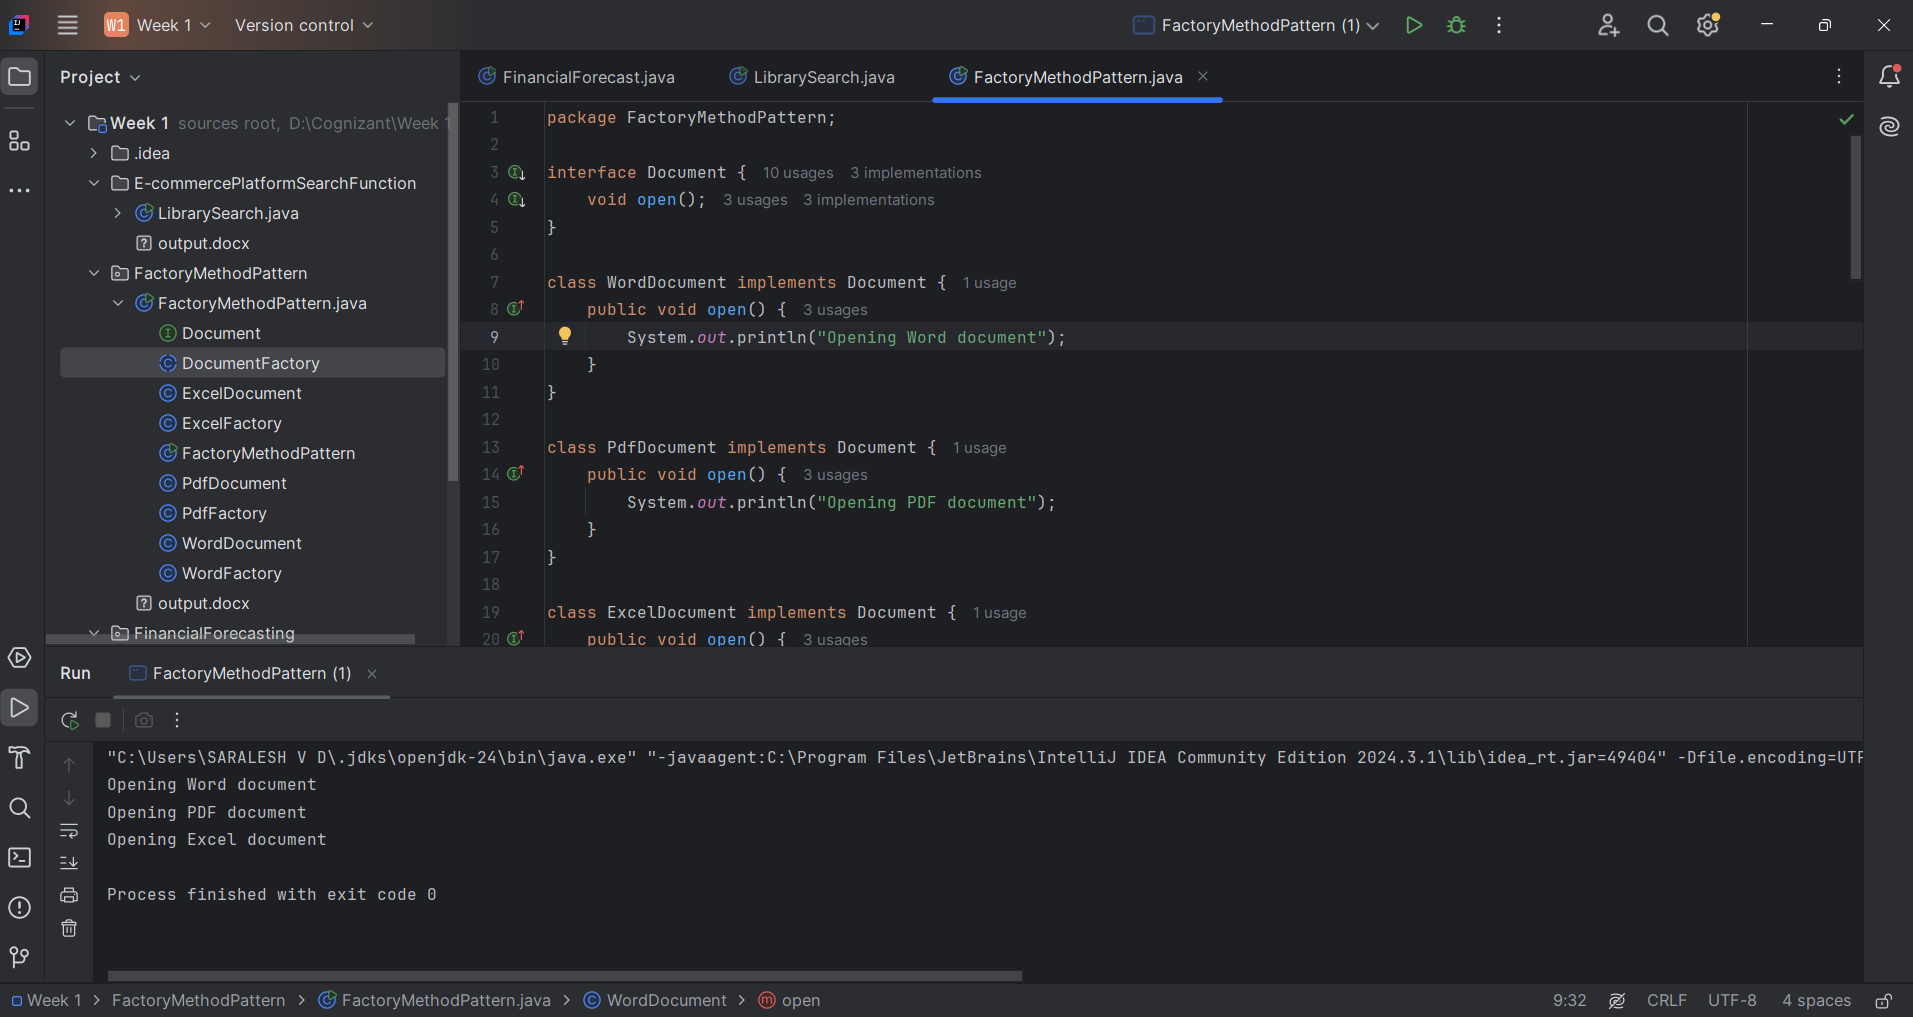 W1 Week 1 Version control FactoryMethodPattern (1)
Project
FinancialForecast.java LibrarySearch.java FactoryMethodPattern.java
Week 1 sources root, D:\Cognizant\Week 1
.idea
E-commercePlatformSearchFunction
LibrarySearch.java
output.docx
FactoryMethodPattern
FactoryMethodPattern.java
Document
DocumentFactory
ExcelDocument
ExcelFactory
FactoryMethodPattern
PdfDocument
PdfFactory
WordDocument
WordFactory
output.docx
FinancialForecasting
1 package FactoryMethodPattern;
2
3 interface Document { 10 usages 3 implementations
4 void open(); 3 usages 3 implementations
5 }
6
7 class WordDocument implements Document { 1 usage
8 public void open() { 3 usages
9 System.out.println("Opening Word document");
10 }
11 }
12
13 class PdfDocument implements Document { 1 usage
14 public void open() { 3 usages
15 System.out.println("Opening PDF document");
16 }
17 }
18
19 class ExcelDocument implements Document { 1 usage
20 public void open() { 3 usages
Run FactoryMethodPattern (1)
"C:\Users\SARALESH V D\.jdks\openjdk-24\bin\java.exe" "-javaagent:C:\Program Files\JetBrains\IntelliJ IDEA Community Edition 2024.3.1\lib\idea_rt.jar=49404" -Dfile.encoding=UTF
Opening Word document
Opening PDF document
Opening Excel document
Process finished with exit code 0
Week 1 > FactoryMethodPattern > FactoryMethodPattern.java > WordDocument > open 9:32 CRLF UTF-8 4 spaces